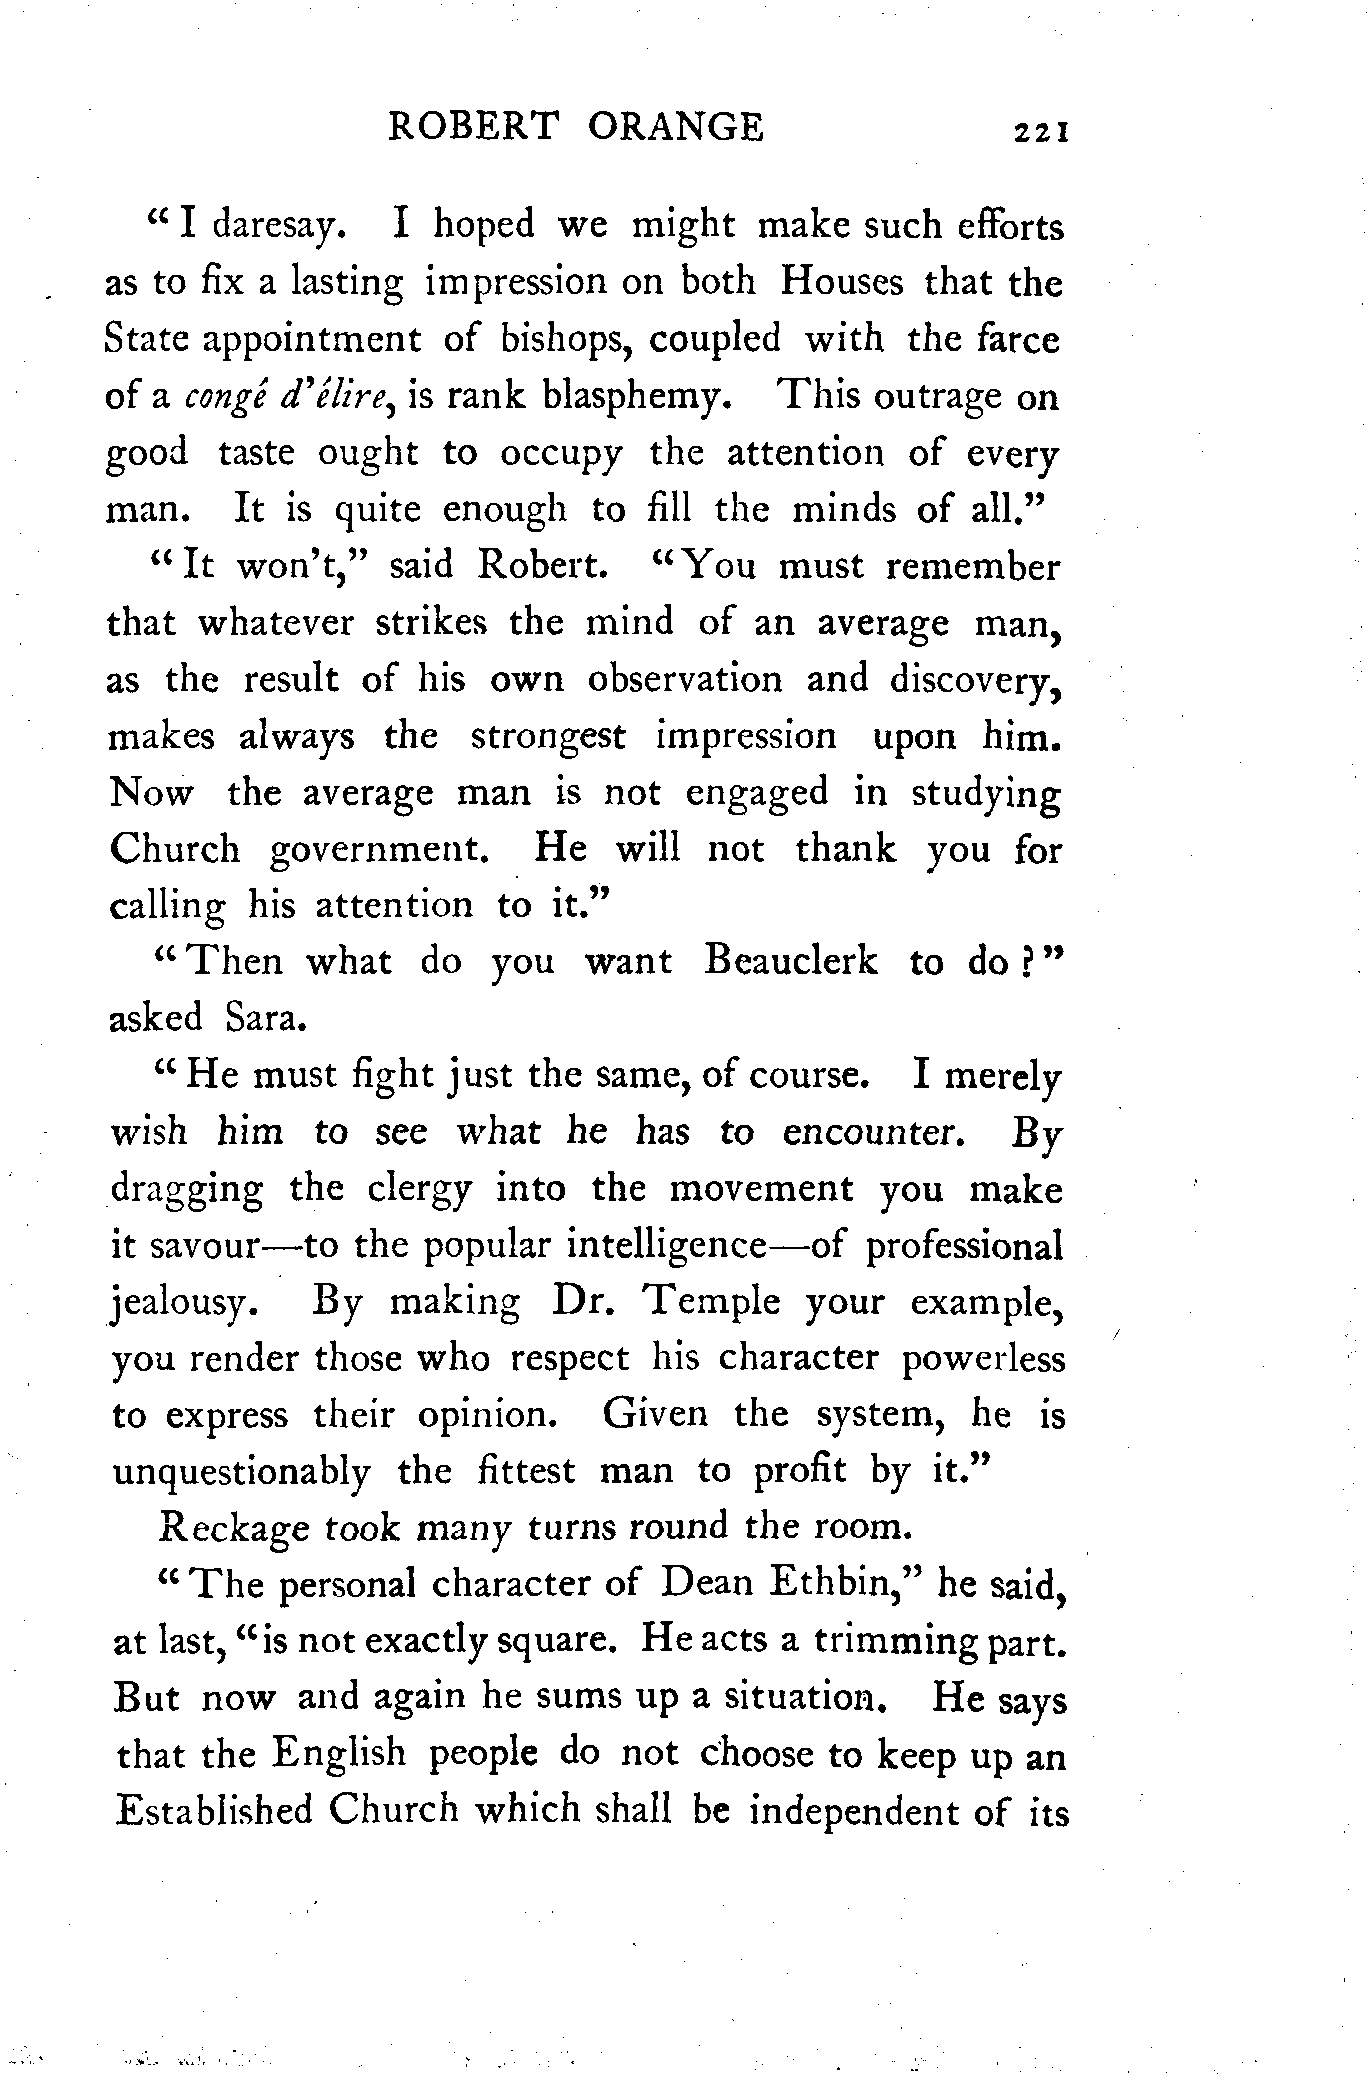 ROBERT ORANGE 221
“I daresay. I hoped we might make such efforts
as to fix a lasting impression on both Houses that the
State appointment of bishops, coupled with the farce
of a congé d'élire, is rank blasphemy. This outrage on
good taste ought to occupy the attention of every
man. It is quite enough to fill the minds of all.”
“It won't,” said Robert. “You must remember
that whatever strikes the mind of an average man,
as the result of his own observation and discovery,
makes always the strongest impression upon him.
Now the average man is not engaged in studying
Church government. He will not thank you for
calling his attention to it.”
“Then what do you want Beauclerk to do?”
asked Sara.
“He must fight just the same, of course. I merely
wish him to see what he has to encounter. By
dragging the clergy into the movement you make
it savour—to the popular intelligence—of professional
jealousy. By making Dr. Temple your example,
you render those who respect his character powerless
to express their opinion. Given the system, he is
unquestionably the fittest man to profit by it.”
Reckage took many turns round the room.
“The personal character of Dean Ethbin,” he said,
at last, “is not exactly square. He acts a trimming part.
But now and again he sums up a situation. He says
that the English people do not choose to keep up an
Established Church which shall be independent of its